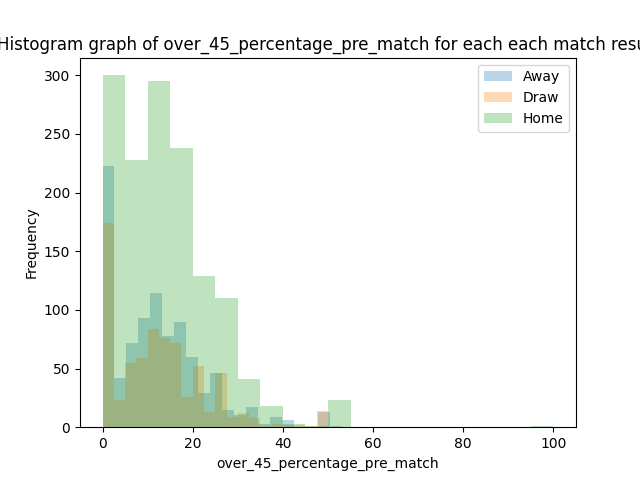 Histogram graph of over_45_percentage_pre_match for each each match
Away
Draw
Home
300
250
200
150
100
50
0
Frequency
0 20 40 60 80 100
over_45_percentage_pre_match